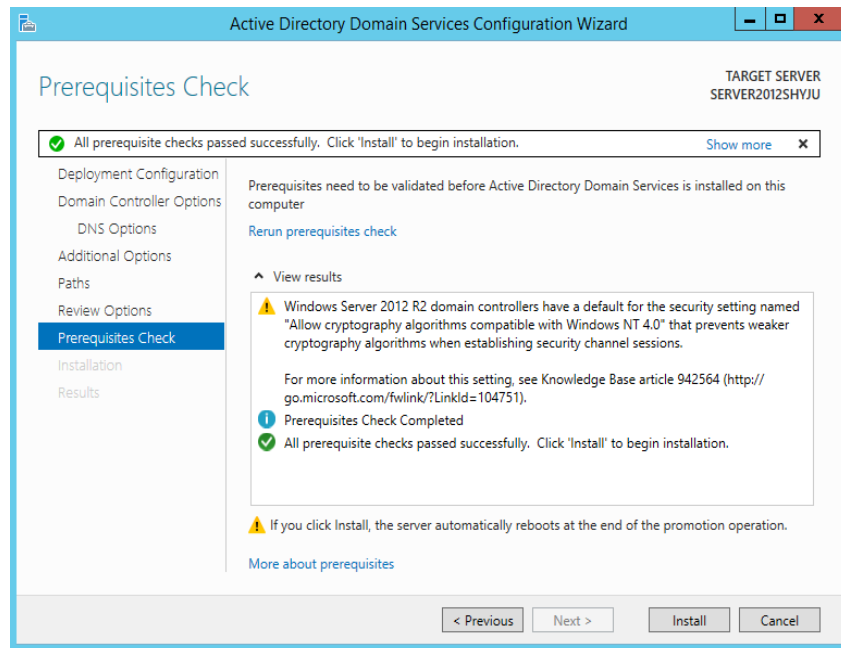 Active Directory Domain Services Configuration Wizard
Prerequisites Check
TARGET SERVER
SERVER2012SHYJU
All prerequisite checks passed successfully. Click 'Install' to begin installation.
Show more
Deployment Configuration
Domain Controller Options
DNS Options
Additional Options
Paths
Review Options
Prerequisites Check
Installation
Results
Prerequisites need to be validated before Active Directory Domain Services is installed on this
computer
Rerun prerequisites check
View results
Windows Server 2012 R2 domain controllers have a default for the security setting named
"Allow cryptography algorithms compatible with Windows NT 4.0" that prevents weaker
cryptography algorithms when establishing security channel sessions.
For more information about this setting, see Knowledge Base article 942564 (http://
go.microsoft.com/fwlink/?LinkId=104751).
Prerequisites Check Completed
All prerequisite checks passed successfully. Click 'Install' to begin installation.
If you click Install, the server automatically reboots at the end of the promotion operation.
More about prerequisites
< Previous
Next >
Install
Cancel